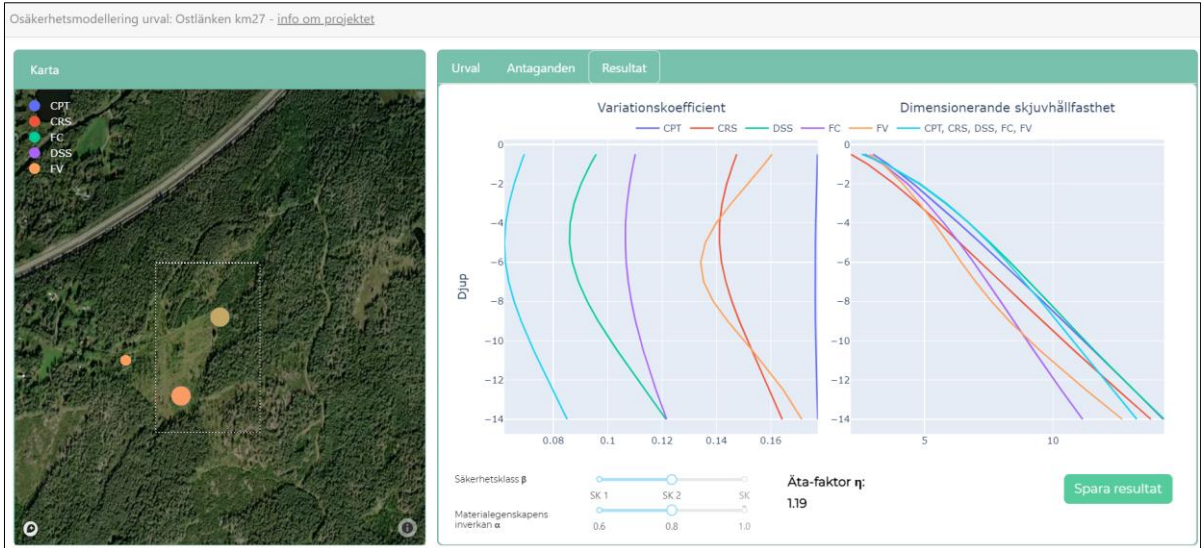 Osäkerhetsmodellering urval: Ostlänken km27 - info om projektet
Karta
CPT
CRS
FC
DSS
FV
Urval Antaganden Resultat
Variationskoefficient
CPT CRS DSS FC FV
Dimensionerande skjuvhållfasthet
CPT, CRS, DSS, FC, FV
Djup
0
−2
−4
−6
−8
−10
−12
−14
0.08 0.1 0.12 0.14 0.16
0
−2
−4
−6
−8
−10
−12
−14
5 10
Säkerhetsklass β
SK 1 SK 2 SK
Materialegenskapens
inverkan α
0.6 0.8 1.0
Äta-faktor η:
1.19
Spara resultat